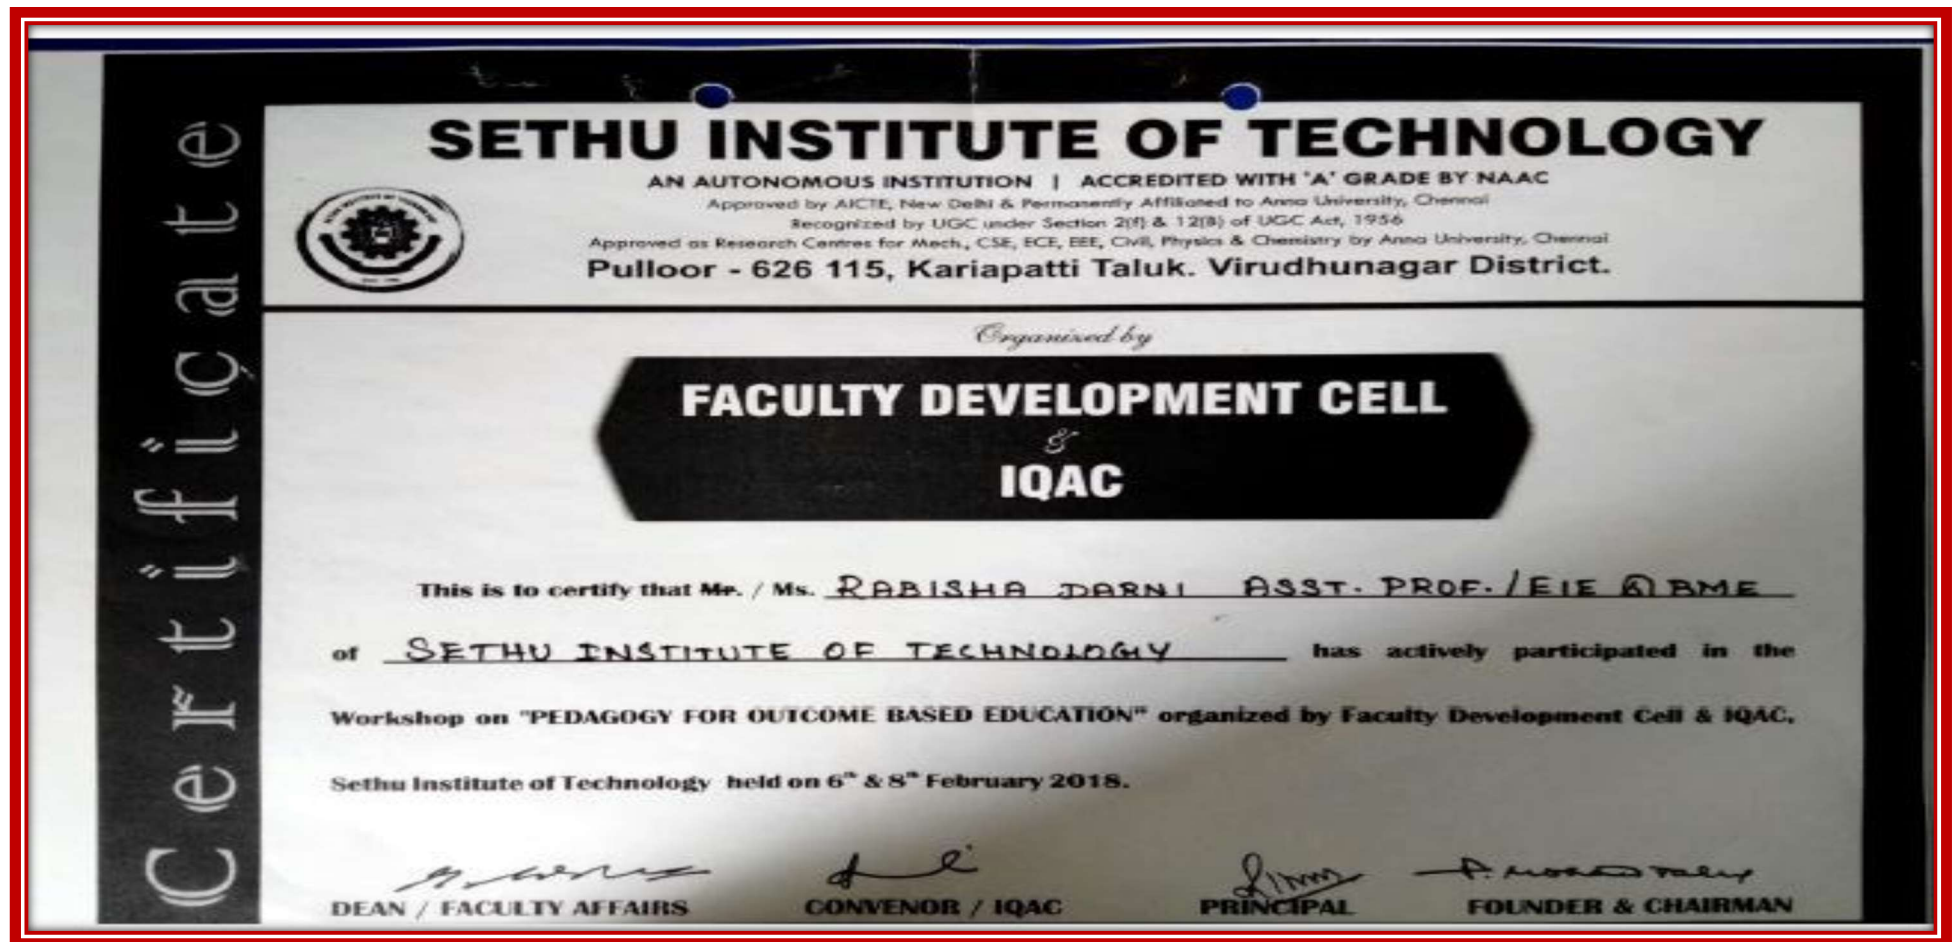 Certificate
SETHU INSTITUTE OF TECHNOLOGY
AN AUTONOMOUS INSTITUTION | ACCREDITED WITH 'A' GRADE BY NAAC
Approved by AICTE, New Delhi & Permanently Affiliated to Anna University, Chennai
Recognized by UGC under Section 2(f) & 12(B) of UGC Act, 1956
Approved as Research Centres for Mech., CSE, ECE, EEE, Civil, Physics & Chemistry by Anna University, Chennai
Pulloor - 626 115, Kariapatti Taluk. Virudhunagar District.
Organized by
FACULTY DEVELOPMENT CELL
&
IQAC
This is to certify that Mr. / Ms. RABISHA DARNI ASST. PROF. / EIE & BME
of SETHU INSTITUTE OF TECHNOLOGY has actively participated in the
Workshop on "PEDAGOGY FOR OUTCOME BASED EDUCATION" organized by Faculty Development Cell & IQAC,
Sethu Institute of Technology held on 6th & 8th February 2018.
DEAN / FACULTY AFFAIRS CONVENOR / IQAC PRINCIPAL FOUNDER & CHAIRMAN